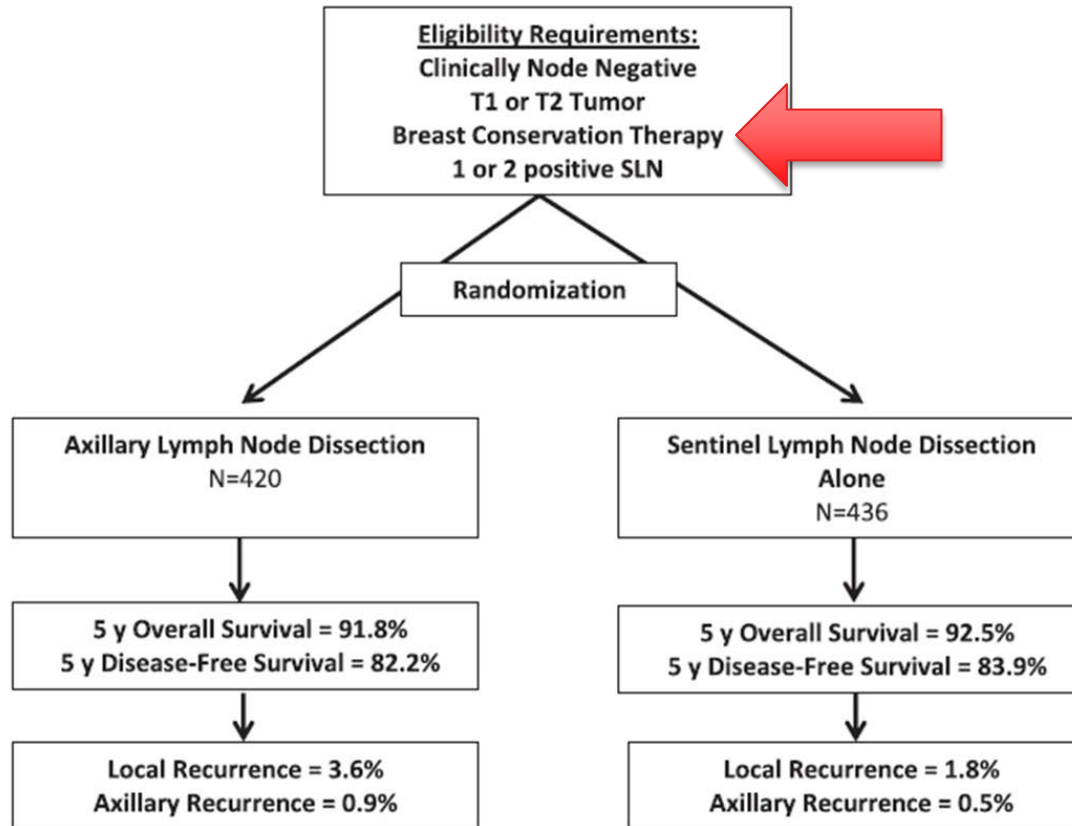 Eligibility Requirements:
Clinically Node Negative
T1 or T2 Tumor
Breast Conservation Therapy
1 or 2 positive SLN
Randomization
Axillary Lymph Node Dissection
N=420
Sentinel Lymph Node Dissection
Alone
N=436
5 y Overall Survival = 91.8%
5 y Disease-Free Survival = 82.2%
5 y Overall Survival = 92.5%
5 y Disease-Free Survival = 83.9%
Local Recurrence = 3.6%
Axillary Recurrence = 0.9%
Local Recurrence = 1.8%
Axillary Recurrence = 0.5%